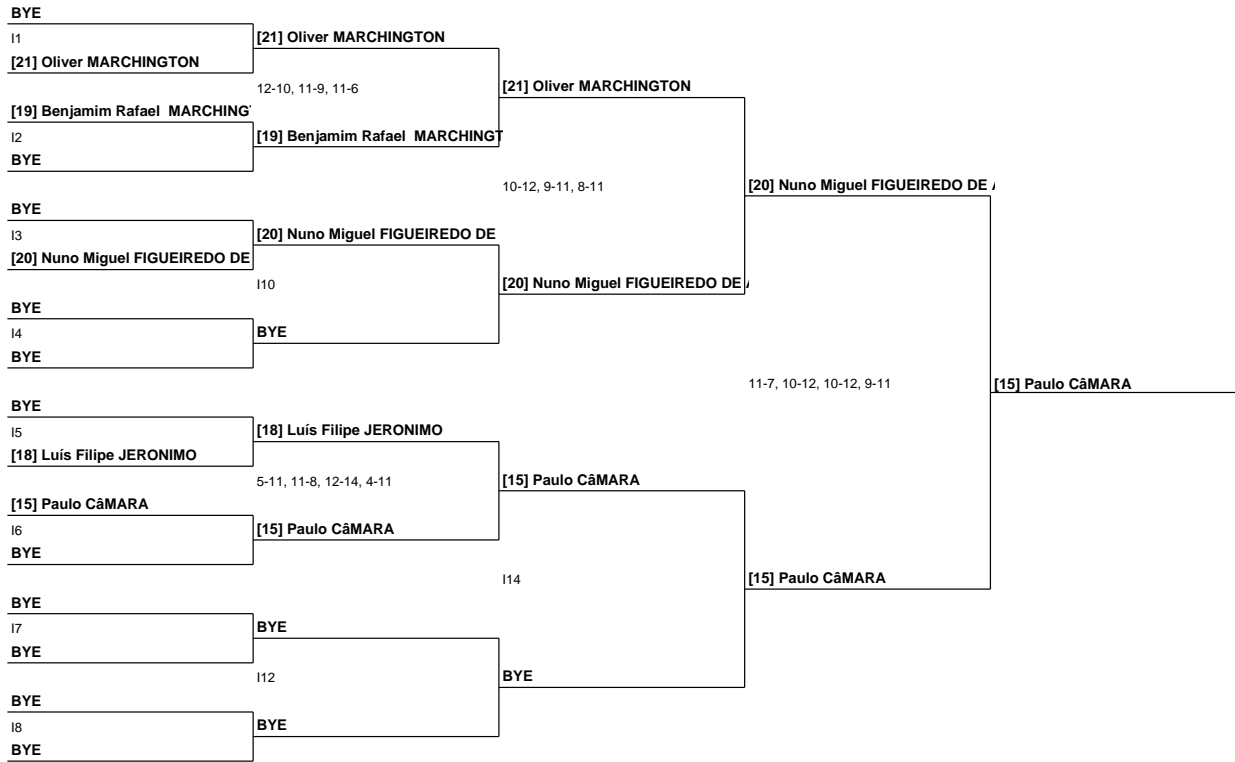 BYE
I1
[21] Oliver MARCHINGTON
[21] Oliver MARCHINGTON
12-10, 11-9, 11-6
[21] Oliver MARCHINGTON
[19] Benjamim Rafael MARCHING
I2
[19] Benjamim Rafael MARCHINGT
BYE
10-12, 9-11, 8-11
[20] Nuno Miguel FIGUEIREDO DE
BYE
I3
[20] Nuno Miguel FIGUEIREDO DE
[20] Nuno Miguel FIGUEIREDO DE
I10
[20] Nuno Miguel FIGUEIREDO DE
BYE
I4
BYE
BYE
11-7, 10-12, 10-12, 9-11
[15] Paulo CâMARA
BYE
I5
[18] Luís Filipe JERONIMO
[18] Luís Filipe JERONIMO
5-11, 11-8, 12-14, 4-11
[15] Paulo CâMARA
[15] Paulo CâMARA
I6
[15] Paulo CâMARA
BYE
I14
[15] Paulo CâMARA
BYE
I7
BYE
BYE
I12
BYE
BYE
I8
BYE
BYE